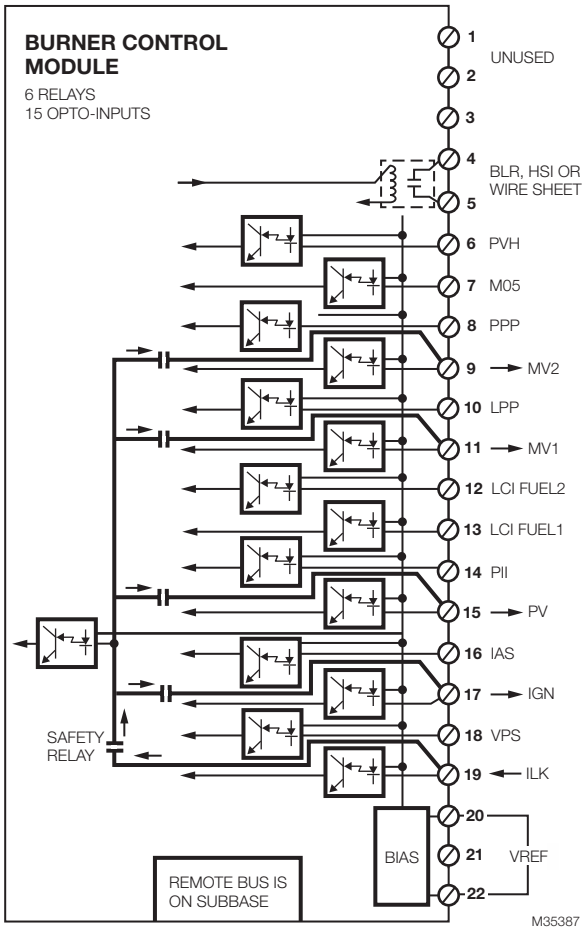 BURNER CONTROL
MODULE
6 RELAYS
15 OPTO-INPUTS
1
UNUSED
2
3
4
BLR, HSI OR
WIRE SHEET
5
6 PVH
7 M05
8 PPP
9 MV2
10 LPP
11 MV1
12 LCI FUEL2
13 LCI FUEL1
14 PII
15 PV
16 IAS
17 IGN
18 VPS
SAFETY
RELAY
19 ILK
20
BIAS
21 VREF
22
REMOTE BUS IS
ON SUBBASE
M35387